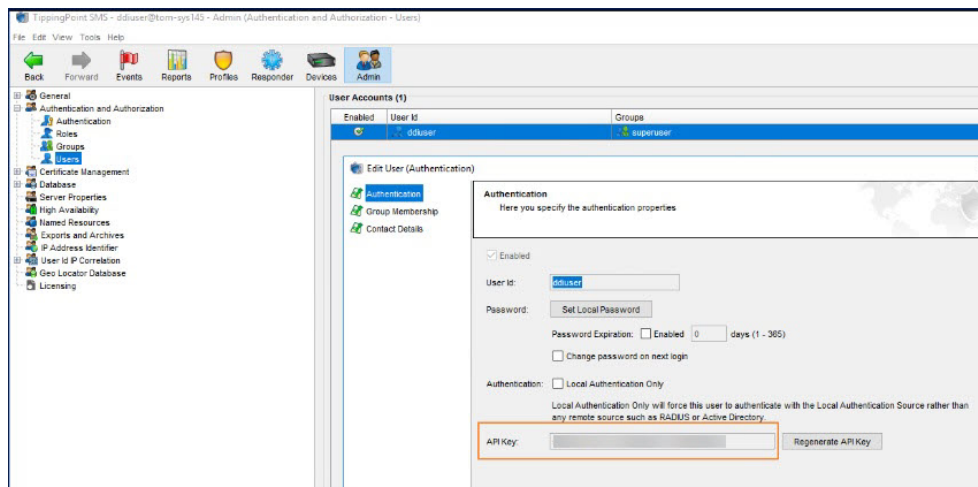 TippingPoint SMS - ddiuser@tom-sys145 - Admin (Authentication and Authorization - Users)
File Edit View Tools Help
Back Forward Events Reports Profiles Responder Devices Admin
General
Authentication and Authorization
Authentication
Roles
Groups
Users
Certificate Management
Database
Server Properties
High Availability
Named Resources
Exports and Archives
IP Address Identifier
User Id IP Correlation
Geo Locator Database
Licensing
User Accounts (1)
Enabled User Id Groups
ddiuser superuser
Edit User (Authentication)
Authentication
Group Membership
Contact Details
Authentication
Here you specify the authentication properties
Enabled
User Id: ddiuser
Password: Set Local Password
Password Expiration: Enabled 0 days (1 - 365)
Change password on next login
Authentication: Local Authentication Only
Local Authentication Only will force this user to authenticate with the Local Authentication Source rather than
any remote source such as RADIUS or Active Directory.
API Key: Regenerate API Key